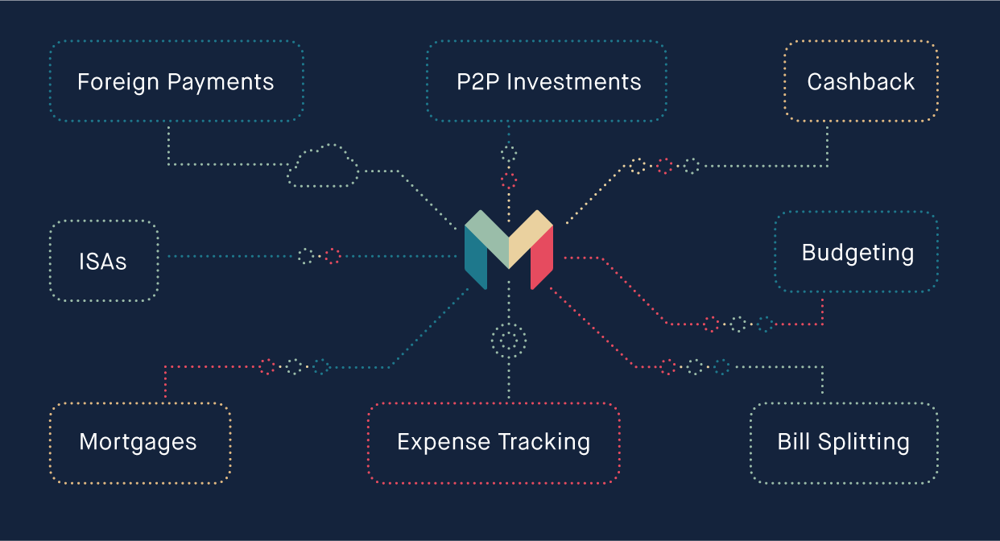 Foreign Payments
P2P Investments
Cashback
ISAs
Budgeting
Mortgages
Expense Tracking
Bill Splitting